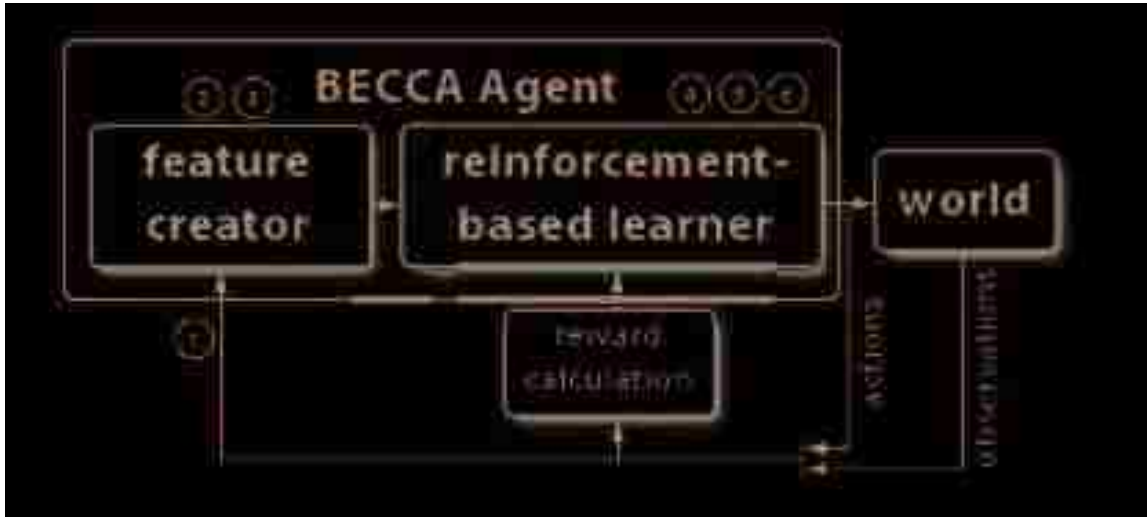 BECCA Agent
feature
creator
reinforcement-
based learner
world
reward
calculation
actions
observations